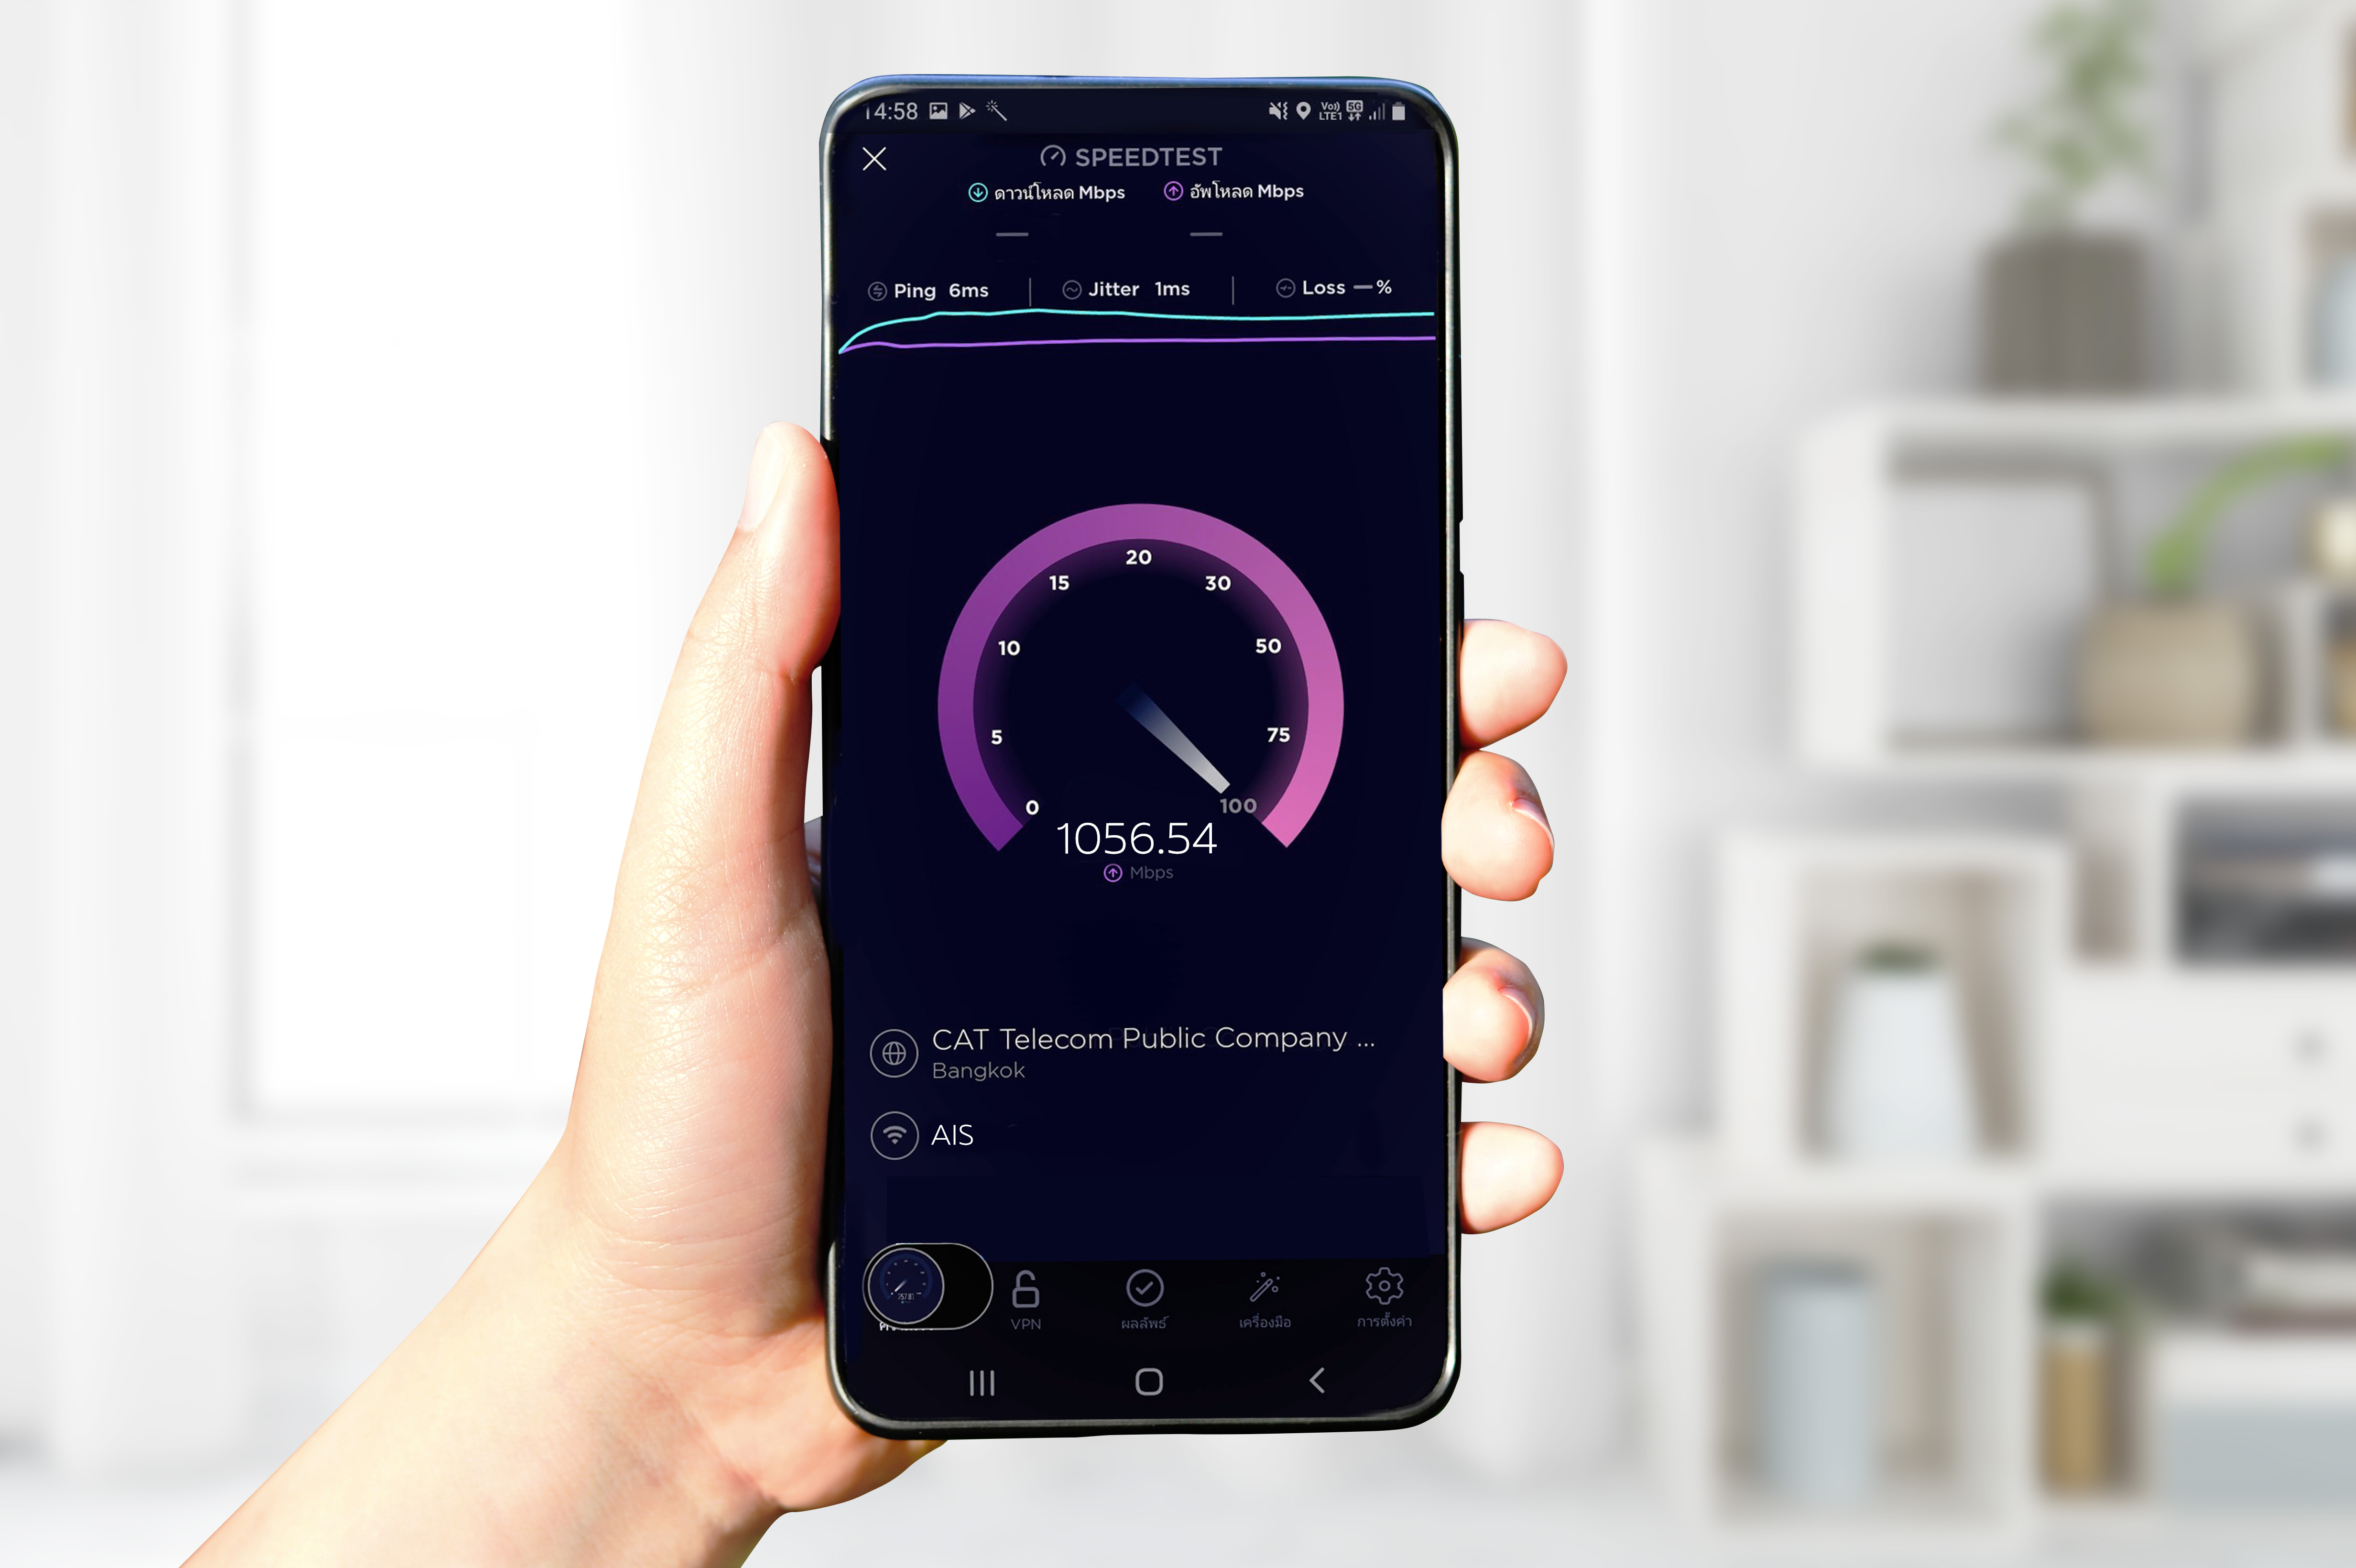 14:58
Vo) LTE1 5G
SPEEDTEST
ดาวน์โหลด Mbps อัพโหลด Mbps
— —
Ping 6ms Jitter 1ms Loss —%
20
15 30
10 50
5 75
0 100
1056.54
Mbps
CAT Telecom Public Company ...
Bangkok
AIS
VPN ผลลัพธ์ เครื่องมือ การตั้งค่า